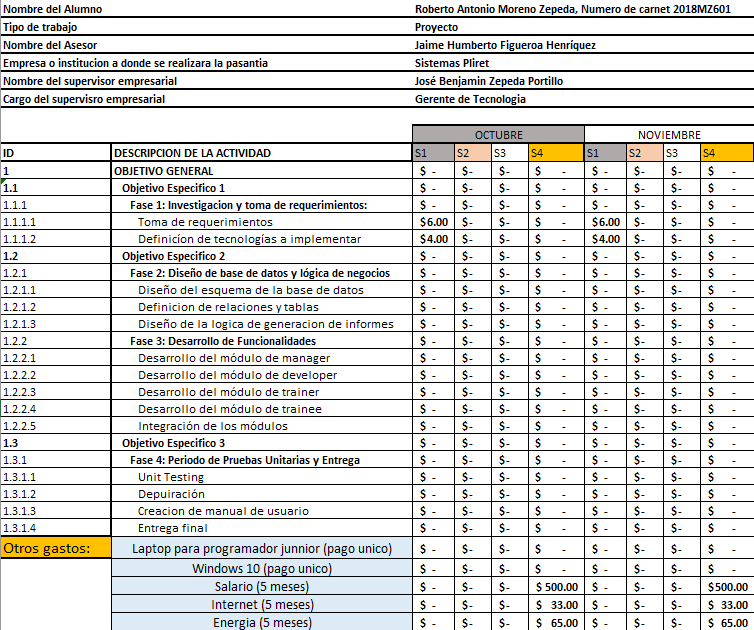 Nombre del Alumno Roberto Antonio Moreno Zepeda, Numero de carnet 2018MZ601
Tipo de trabajo Proyecto
Nombre del Asesor Jaime Humberto Figueroa Henríquez
Empresa o institucion a donde se realizara la pasantia Sistemas Pliret
Nombre del supervisor empresarial José Benjamin Zepeda Portillo
Cargo del supervisro empresarial Gerente de Tecnologia
OCTUBRE NOVIEMBRE
ID DESCRIPCION DE LA ACTIVIDAD S1 S2 S3 S4 S1 S2 S3 S4
1 OBJETIVO GENERAL $ - $- $- $ - $ - $- $- $ -
1.1 Objetivo Especifico 1 $ - $- $- $ - $ - $- $- $ -
1.1.1 Fase 1: Investigacion y toma de requerimientos: $ - $- $- $ - $ - $- $- $ -
1.1.1.1 Toma de requerimientos $6.00 $- $- $ - $6.00 $- $- $ -
1.1.1.2 Definicíon de tecnologías a implementar $4.00 $- $- $ - $4.00 $- $- $ -
1.2 Objetivo Especifico 2 $ - $- $- $ - $ - $- $- $ -
1.2.1 Fase 2: Diseño de base de datos y lógica de negocios $ - $- $- $ - $ - $- $- $ -
1.2.1.1 Diseño del esquema de la base de datos $ - $- $- $ - $ - $- $- $ -
1.2.1.2 Definicion de relaciones y tablas $ - $- $- $ - $ - $- $- $ -
1.2.1.3 Diseño de la logica de generacion de informes $ - $- $- $ - $ - $- $- $ -
1.2.2 Fase 3: Desarrollo de Funcionalidades $ - $- $- $ - $ - $- $- $ -
1.2.2.1 Desarrollo del módulo de manager $ - $- $- $ - $ - $- $- $ -
1.2.2.2 Desarrollo del módulo de developer $ - $- $- $ - $ - $- $- $ -
1.2.2.3 Desarrollo del módulo de trainer $ - $- $- $ - $ - $- $- $ -
1.2.2.4 Desarrollo del módulo de trainee $ - $- $- $ - $ - $- $- $ -
1.2.2.5 Integración de los módulos $ - $- $- $ - $ - $- $- $ -
1.3 Objetivo Especifico 3 $ - $- $- $ - $ - $- $- $ -
1.3.1 Fase 4: Periodo de Pruebas Unitarias y Entrega $ - $- $- $ - $ - $- $- $ -
1.3.1.1 Unit Testing $ - $- $- $ - $ - $- $- $ -
1.3.1.2 Depuiración $ - $- $- $ - $ - $- $- $ -
1.3.1.3 Creacion de manual de usuario $ - $- $- $ - $ - $- $- $ -
1.3.1.4 Entrega final $ - $- $- $ - $ - $- $- $ -
Otros gastos: Laptop para programador junnior (pago unico) $ - $- $- $ - $ - $- $- $ -
Windows 10 (pago unico) $ - $- $- $ - $ - $- $- $ -
Salario (5 meses) $ - $- $- $ 500.00 $ - $- $- $500.00
Internet (5 meses) $ - $- $- $ 33.00 $ - $- $- $ 33.00
Energia (5 meses) $ - $- $- $ 65.00 $ - $- $- $ 65.00